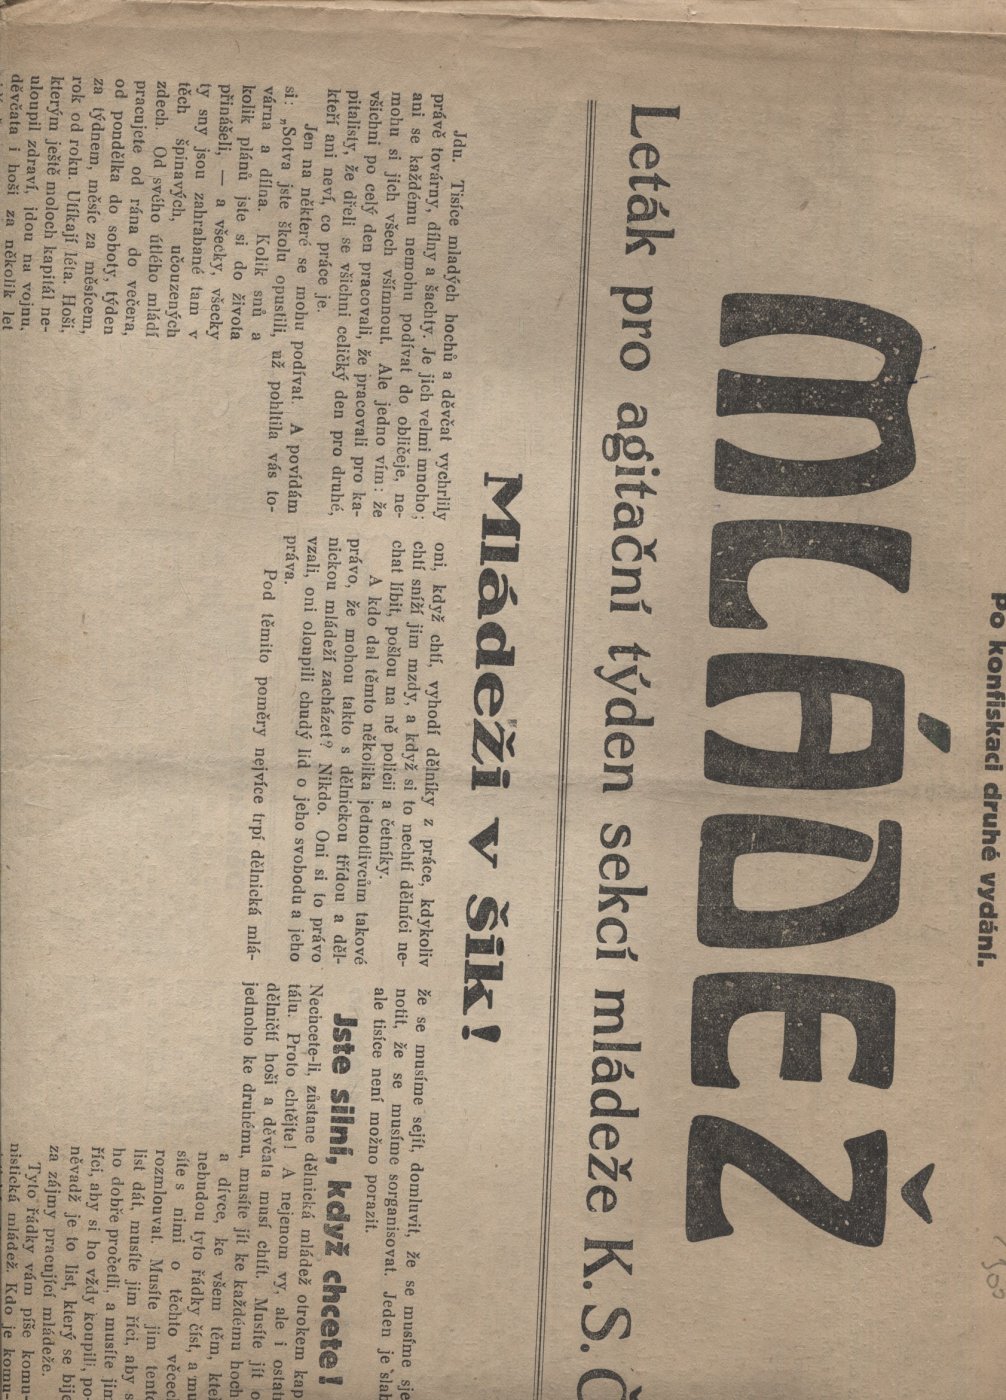 Po konfiskaci druhé vydání.
MLÁDEŽ
Leták pro agitační týden sekcí mládeže K. S. Č
Mládeži v šik!
Jdu. Tisíce mladých hochů a děvčat vychrlily
právě továrny, dílny a šachty. Je jich velmi mnoho;
ani se každému nemohu podívat do obličeje, ne-
mohu si jich všech všímnout. Ale jedno vím: že
všichni po celý den pracovali, že pracovali pro ka-
pitalisty, že dřeli se všichni celičký den pro druhé,
kteří ani neví, co práce je.
Jen na některé se mohu podívat. A povídám
si: „Sotva jste školu opustili, už pohltila vás to-
várna a dílna. Kolik snů a
kolik plánů jste si do života
přinášeli, — a všecky, všecky
ty sny jsou zahrabané tam v
těch špinavých, učouzených
zdech. Od svého útlého mládí
pracujete od rána do večera,
od pondělka do soboty, týden
za týdnem, měsíc za měsícem,
rok od roku. Utíkají léta. Hoši,
kterým ještě moloch kapitál ne-
uloupil zdraví, jdou na vojnu,
děvčata i hoši za několik let
oni, když chtí, vyhodí dělníky z práce, kdykoliv
chtí sníží jim mzdy, a když si to nechtí dělníci ne-
chat líbit, pošlou na ně policii a četníky.
A kdo dal těmto několika jednotlivcům takové
právo, že mohou takto s dělnickou třídou a děl-
nickou mládeží zacházet? Nikdo. Oni si to právo
vzali, oni oloupili chudý lid o jeho svobodu a jeho
práva.
Pod těmito poměry nejvíce trpí dělnická mlá-
že se musíme sejít, domluvit, že se musíme sje
notit, že se musíme sorganisovat. Jeden je slab
ale tisíce není možno porazit.
Jste silni, když chcete!
Nechcete-li, zůstane dělnická mládež otrokem kap
tálu. Proto chtějte! A nejenom vy, ale i ostat
dělničtí hoši a děvčata musí chtít. Musíte jít o
jednoho ke druhému, musíte jít ke každému hoch
a dívce, ke všem těm, kteř
nebudou tyto řádky číst, a mu
síte s nimi o těchto věcech
rozmlouvat. Musíte jim tento
list dát, musíte jim říci, aby s
ho dobře pročetli, a musíte jim
říci, aby si ho vždy koupili, po-
něvadž je to list, který se bije
za zájmy pracující mládeže.
Tyto řádky vám píše komu-
nistická mládež. Kdo je komu-